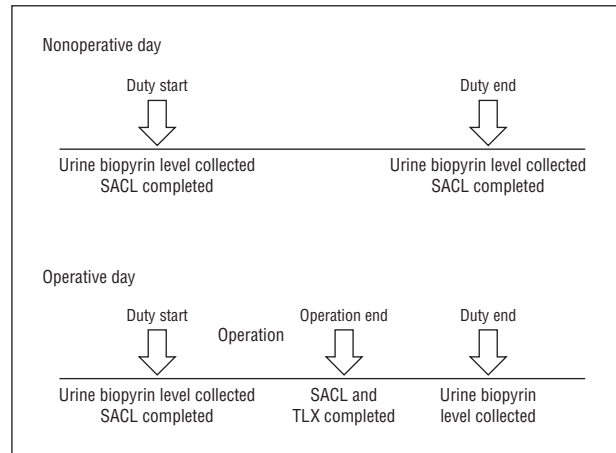 Nonoperative day
Duty start
Duty end
Urine biopyrin level collected
SACL completed
Urine biopyrin level collected
SACL completed
Operative day
Duty start
Operation
Operation end
Duty end
Urine biopyrin level collected
SACL completed
SACL and
TLX completed
Urine biopyrin
level collected